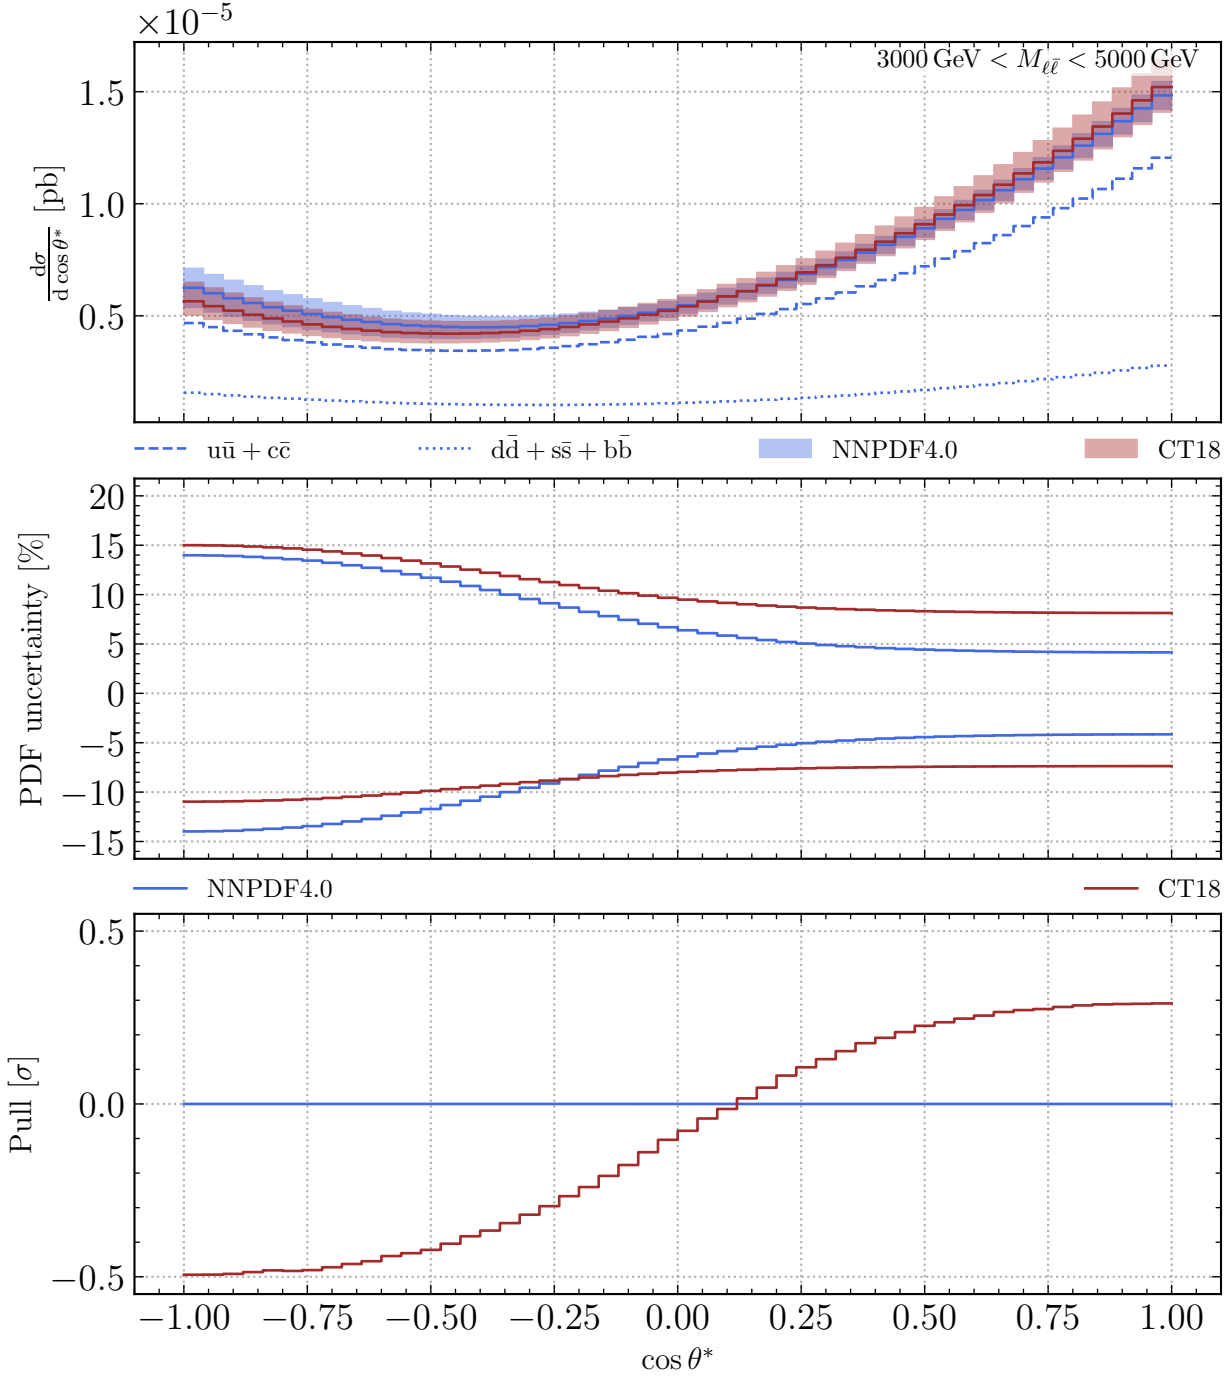 ×10⁻⁵
3000 GeV < M_{ℓℓ̄} < 5000 GeV
1.5
1.0
0.5
dσ/d cos θ* [pb]
uū + cc̄
dd̄ + ss̄ + bb̄
NNPDF4.0
CT18
20
15
10
5
0
−5
−10
−15
PDF uncertainty [%]
NNPDF4.0
CT18
0.5
0.0
−0.5
Pull [σ]
−1.00 −0.75 −0.50 −0.25 0.00 0.25 0.50 0.75 1.00
cos θ*